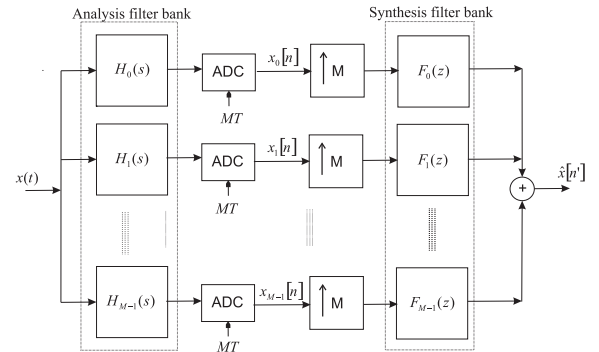 Analysis filter bank
Synthesis filter bank
H_0(s)
ADC
x_0[n]
↑ M
F_0(z)
MT
H_1(s)
ADC
x_1[n]
↑ M
F_1(z)
MT
x(t)
+
x̂[n']
H_{M-1}(s)
ADC
x_{M-1}[n]
↑ M
F_{M-1}(z)
MT